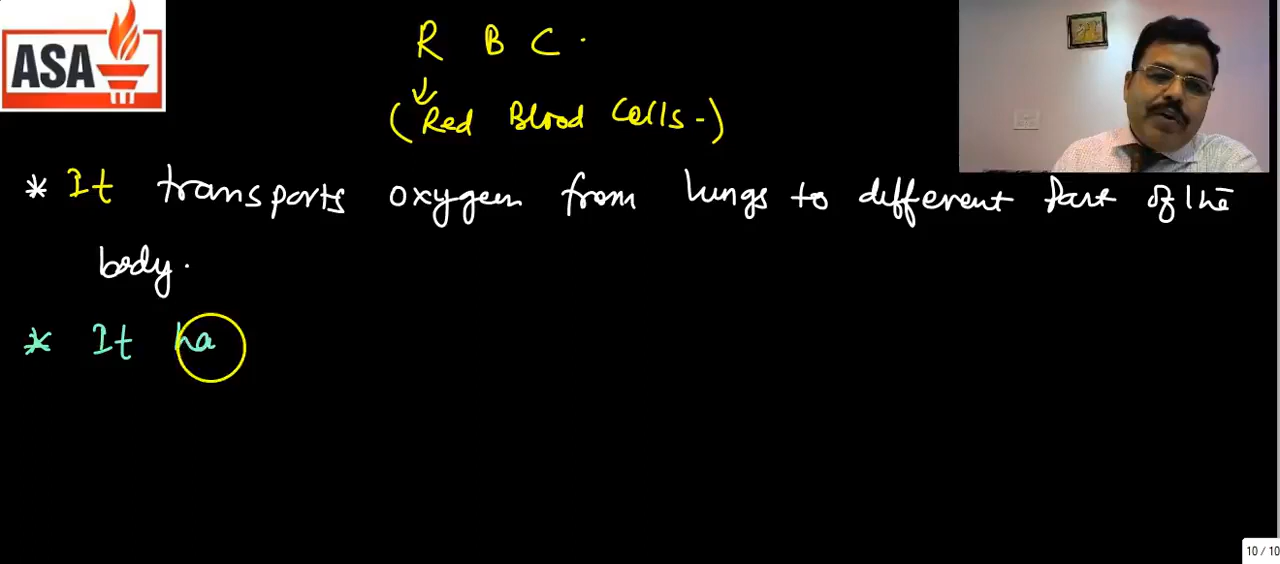 ASA
R B C .
(Red Blood Cells-)
* It transports oxygen from lungs to different Part of the
body.
* It ha
10 / 10